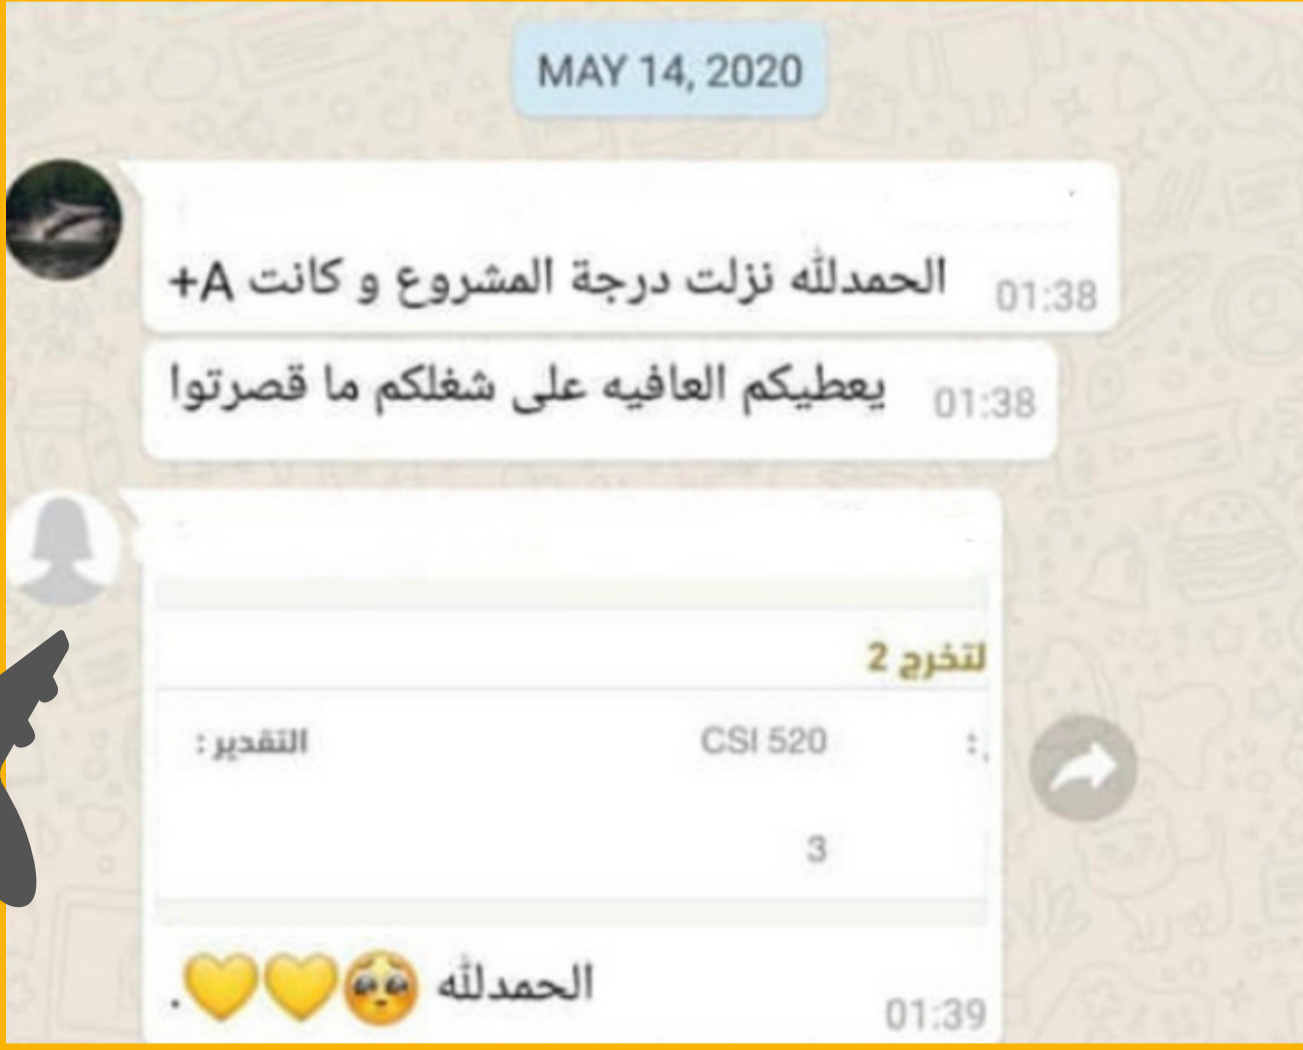 MAY 14, 2020
الحمدلله نزلت درجة المشروع و كانت A+
01:38
يعطيكم العافيه على شغلكم ما قصرتوا
01:38
لتخرج 2
CSI 520 التقدير :
3
الحمدلله 🥺💛💛.
01:39